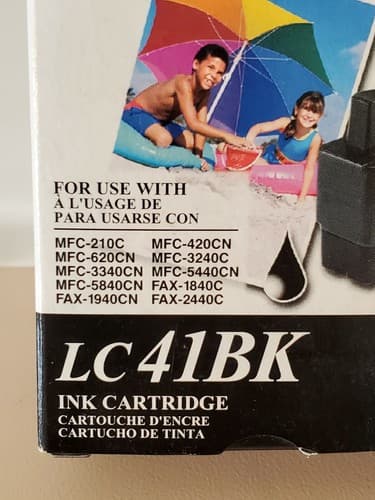 FOR USE WITH
À L'USAGE DE
PARA USARSE CON
MFC-210C MFC-420CN
MFC-620CN MFC-3240C
MFC-3340CN MFC-5440CN
MFC-5840CN FAX-1840C
FAX-1940CN FAX-2440C
LC41BK
INK CARTRIDGE
CARTOUCHE D'ENCRE
CARTUCHO DE TINTA